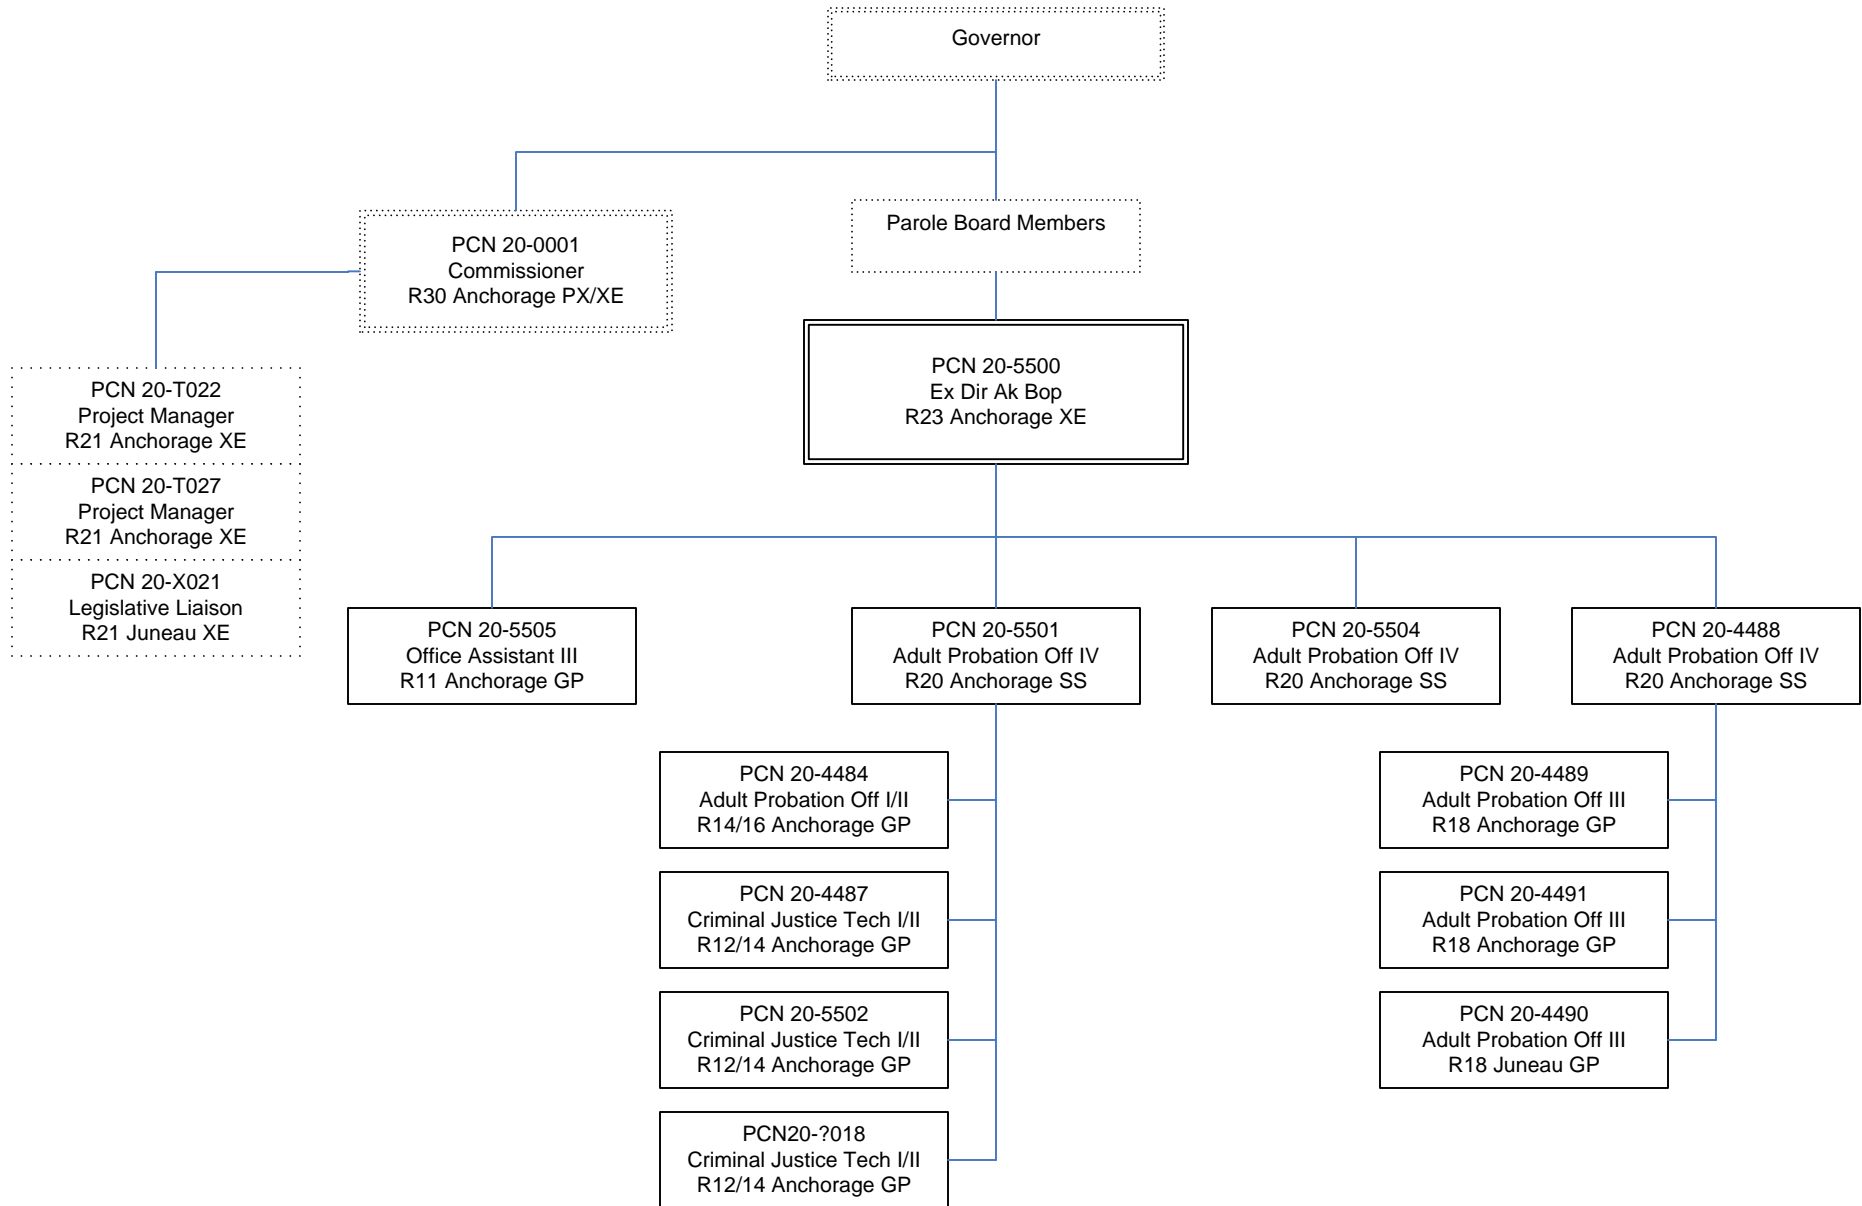 Governor
PCN 20-0001
Commissioner
R30 Anchorage PX/XE
Parole Board Members
PCN 20-T022
Project Manager
R21 Anchorage XE
PCN 20-T027
Project Manager
R21 Anchorage XE
PCN 20-X021
Legislative Liaison
R21 Juneau XE
PCN 20-5500
Ex Dir Ak Bop
R23 Anchorage XE
PCN 20-5505
Office Assistant III
R11 Anchorage GP
PCN 20-5501
Adult Probation Off IV
R20 Anchorage SS
PCN 20-5504
Adult Probation Off IV
R20 Anchorage SS
PCN 20-4488
Adult Probation Off IV
R20 Anchorage SS
PCN 20-4484
Adult Probation Off I/II
R14/16 Anchorage GP
PCN 20-4487
Criminal Justice Tech I/II
R12/14 Anchorage GP
PCN 20-5502
Criminal Justice Tech I/II
R12/14 Anchorage GP
PCN20-?018
Criminal Justice Tech I/II
R12/14 Anchorage GP
PCN 20-4489
Adult Probation Off III
R18 Anchorage GP
PCN 20-4491
Adult Probation Off III
R18 Anchorage GP
PCN 20-4490
Adult Probation Off III
R18 Juneau GP